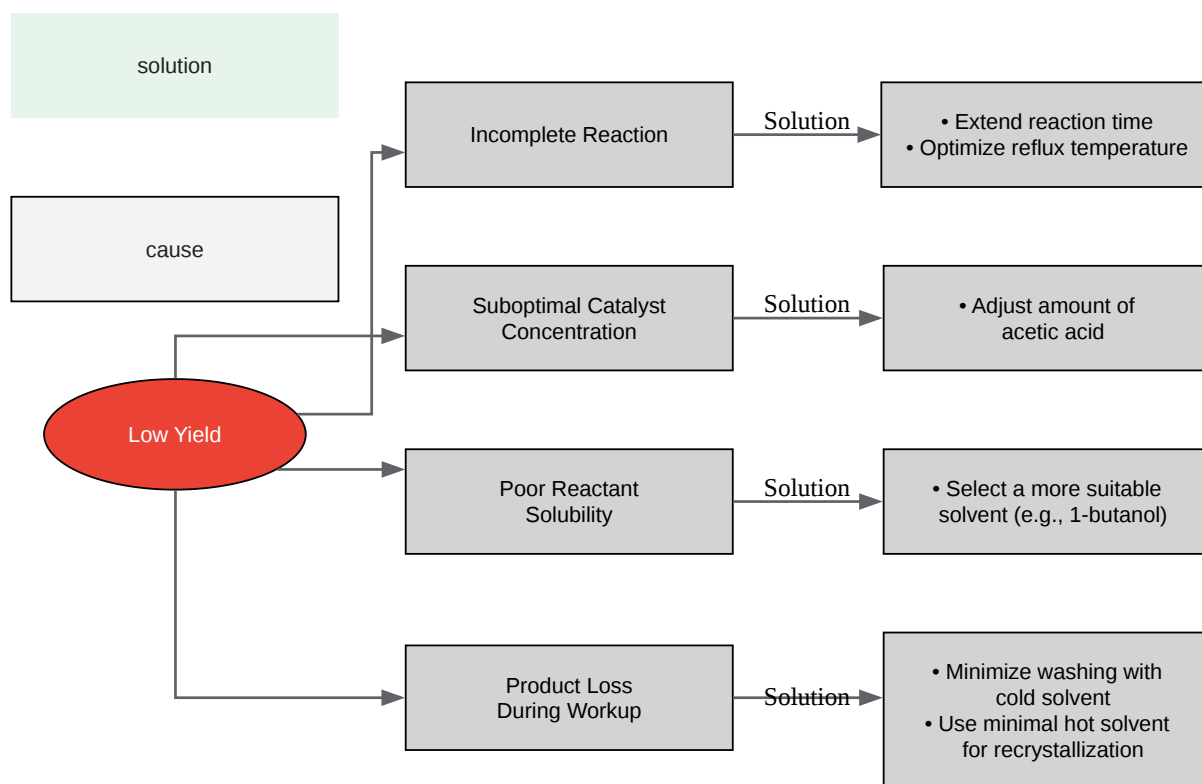 solution
cause
Low Yield
Incomplete Reaction
Solution
• Extend reaction time
• Optimize reflux temperature
Suboptimal Catalyst
Concentration
Solution
• Adjust amount of
acetic acid
Poor Reactant
Solubility
Solution
• Select a more suitable
solvent (e.g., 1-butanol)
Product Loss
During Workup
Solution
• Minimize washing with
cold solvent
• Use minimal hot solvent
for recrystallization